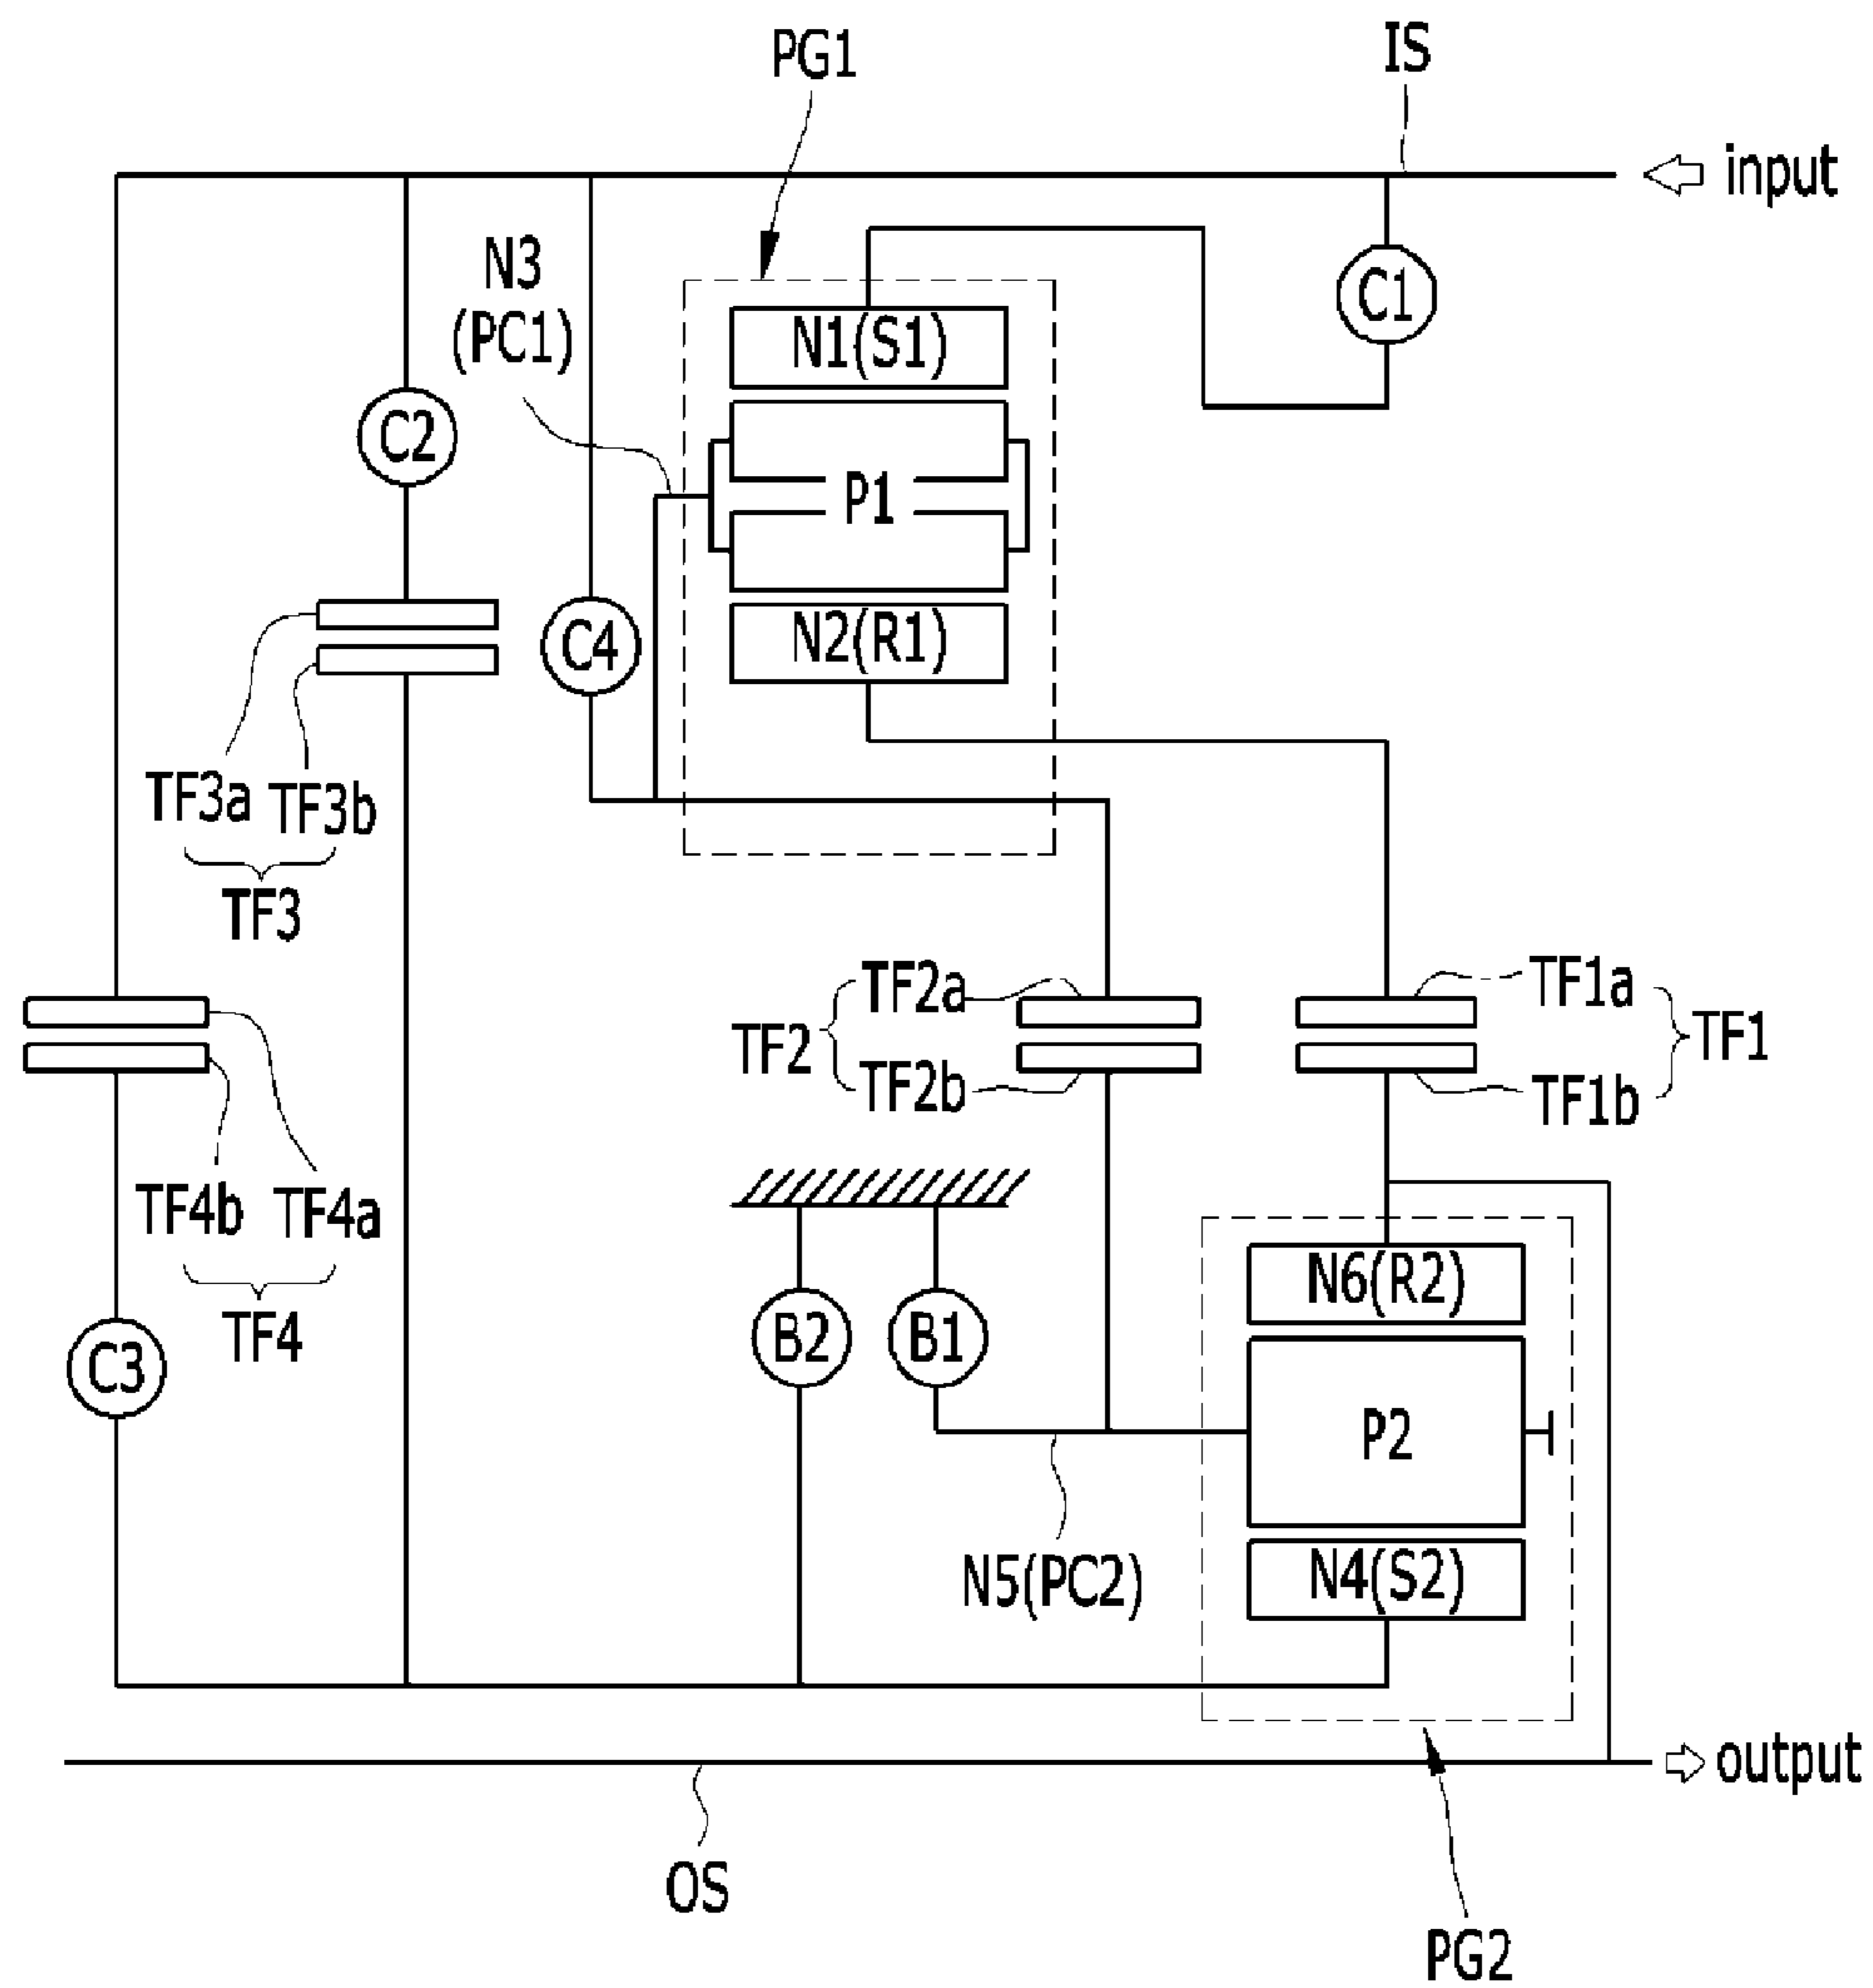 PG1
IS
input
N3
(PC1)
N1(S1)
C1
C2
P1
C4
N2(R1)
TF3a
TF3b
TF3
TF2a
TF1a
TF2
TF1
TF2b
TF1b
TF4b
TF4a
N6(R2)
TF4
B2
B1
C3
P2
N5(PC2)
N4(S2)
output
OS
PG2